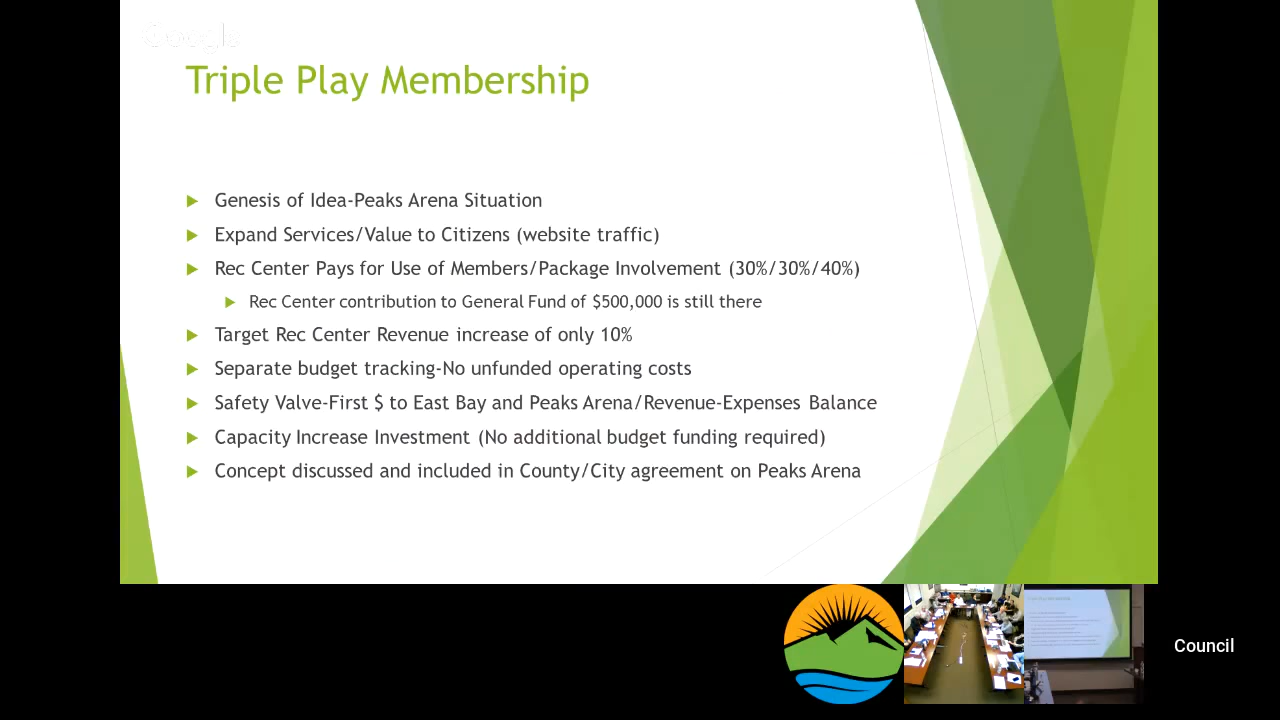 Google
Triple Play Membership
Genesis of Idea-Peaks Arena Situation
Expand Services/Value to Citizens (website traffic)
Rec Center Pays for Use of Members/Package Involvement (30%/30%/40%)
Rec Center contribution to General Fund of $500,000 is still there
Target Rec Center Revenue increase of only 10%
Separate budget tracking-No unfunded operating costs
Safety Valve-First $ to East Bay and Peaks Arena/Revenue-Expenses Balance
Capacity Increase Investment (No additional budget funding required)
Concept discussed and included in County/City agreement on Peaks Arena
Council